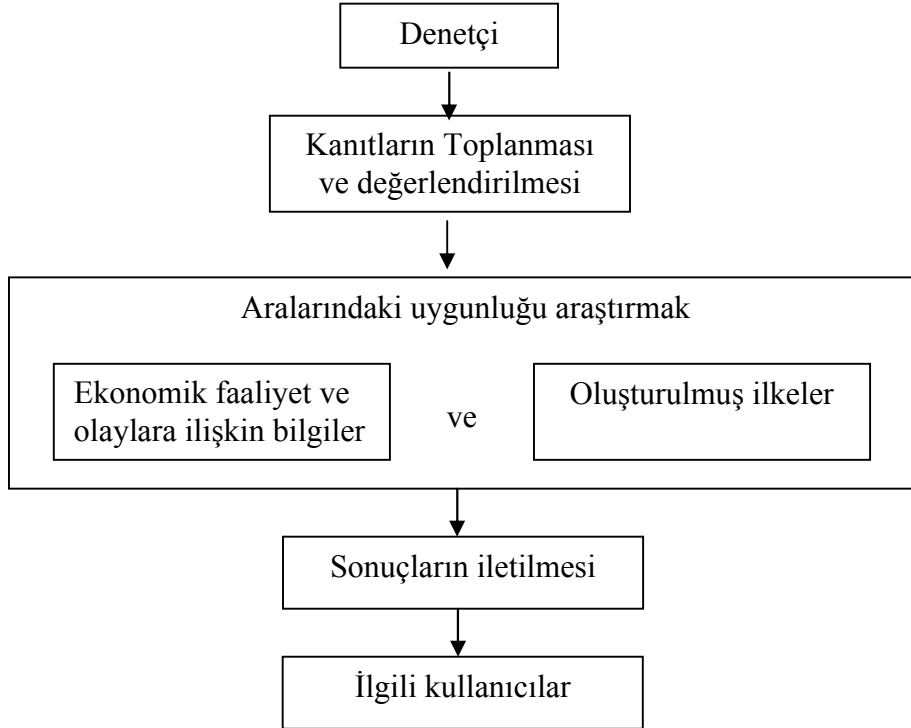 Denetçi
Kanıtların Toplanması
ve değerlendirilmesi
Aralarındaki uygunluğu araştırmak
Ekonomik faaliyet ve
olaylara ilişkin bilgiler
ve
Oluşturulmuş ilkeler
Sonuçların iletilmesi
İlgili kullanıcılar